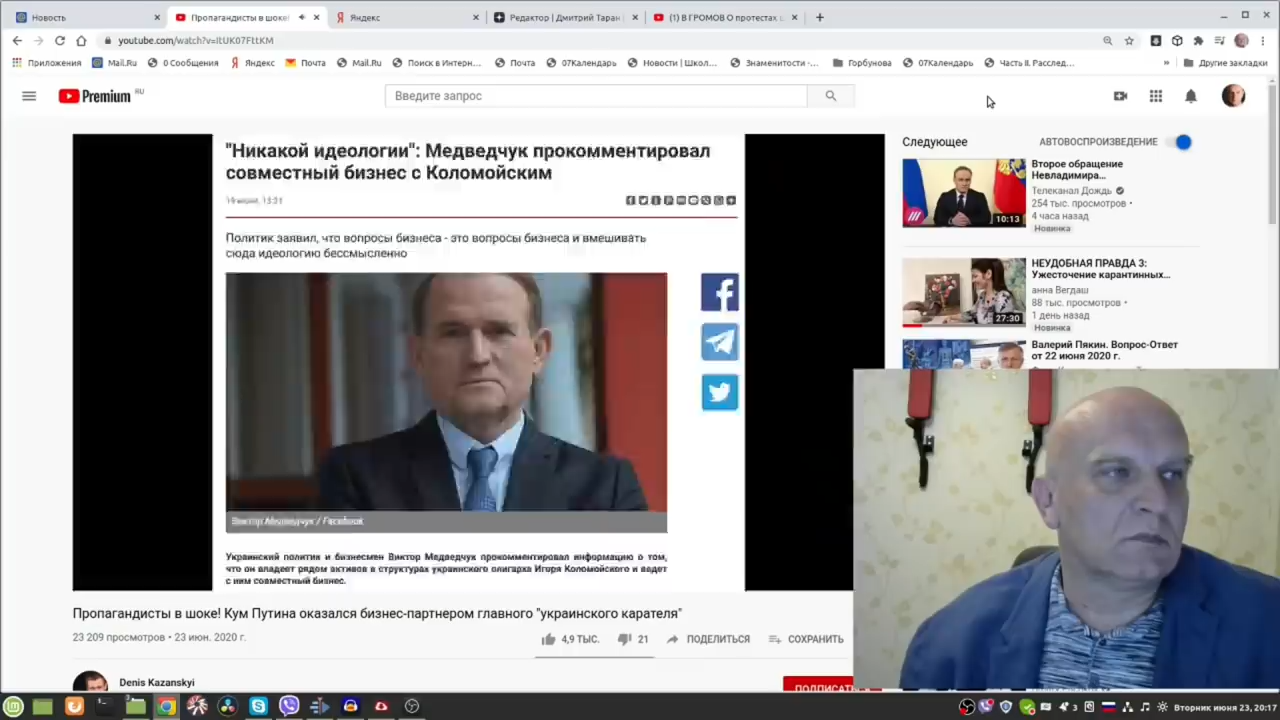 Новость
Пропагандисты в шоке!
Яндекс
Редактор | Дмитрий Таран
(1) В ГРОМОВ О протестах
youtube.com/watch?v=ItUK07FttKM
Приложения
Mail.Ru
0 Сообщения
Яндекс
Почта
Mail.Ru
Поиск в Интерн...
Почта
07Календарь
Новости | Школ...
Знаменитости -...
Горбунова
07Календарь
Часть II. Расслед...
»
Другие закладки
Premium RU
Введите запрос
"Никакой идеологии": Медведчук прокомментировал
совместный бизнес с Коломойским
Политик заявил, что вопросы бизнеса - это вопросы бизнеса и вмешивать
сюда идеологию бессмысленно
Виктор Медведчук / Facebook
Украинский политик и бизнесмен Виктор Медведчук прокомментировал информацию о том,
что он владеет рядом активов в структурах украинского олигарха Игоря Коломойского и ведет
с ним совместный бизнес.
Следующее
АВТОВОСПРОИЗВЕДЕНИЕ
Второе обращение
Невладимира...
Телеканал Дождь
254 тыс. просмотров •
4 часа назад
Новинка
10:13
НЕУДОБНАЯ ПРАВДА 3:
Ужесточение карантинных...
анна Вегдаш
88 тыс. просмотров •
1 день назад
Новинка
27:30
Валерий Пякин. Вопрос-Ответ
от 22 июня 2020 г.
Пропагандисты в шоке! Кум Путина оказался бизнес-партнером главного "украинского карателя"
23 209 просмотров • 23 июн. 2020 г.
4,9 ТЫС.
21
ПОДЕЛИТЬСЯ
СОХРАНИТЬ
Denis Kazanskyi
Вторник июня 23, 20:17